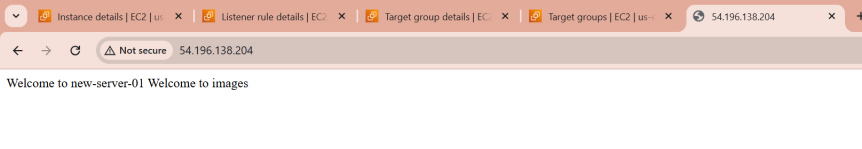 Instance details | EC2 | us
Listener rule details | EC2
Target group details | EC2
Target groups | EC2 | us-e
54.196.138.204
Not secure
54.196.138.204
Welcome to new-server-01 Welcome to images